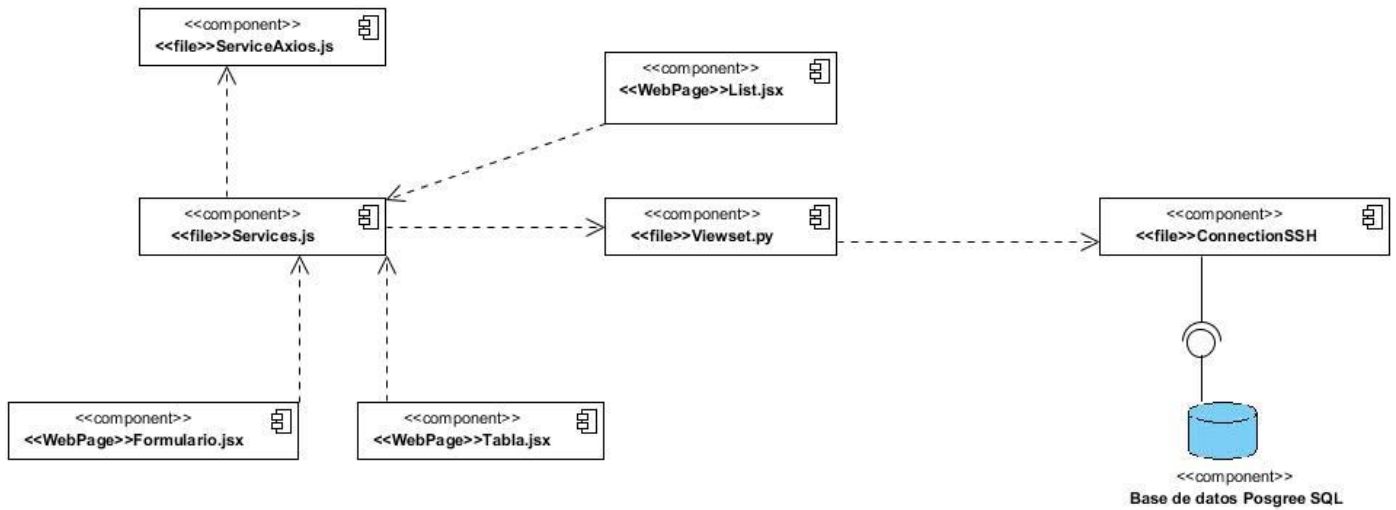 <<component>>
<<file>>ServiceAxios.js
<<component>>
<<WebPage>>List.jsx
<<component>>
<<file>>Services.js
<<component>>
<<file>>Viewset.py
<<component>>
<<file>>ConnectionSSH
<<component>>
<<WebPage>>Formulario.jsx
<<component>>
<<WebPage>>Tabla.jsx
<<component>>
Base de datos Posgree SQL